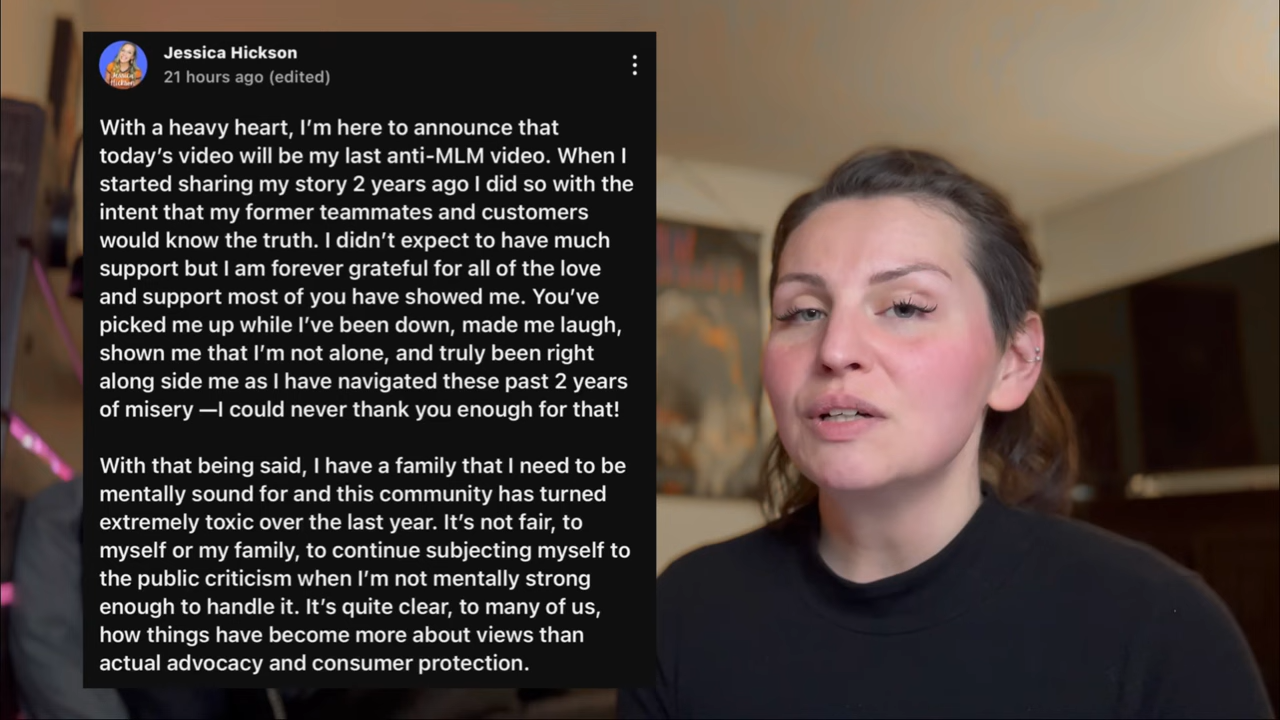 Jessica Hickson
21 hours ago (edited)
With a heavy heart, I’m here to announce that
today’s video will be my last anti-MLM video. When I
started sharing my story 2 years ago I did so with the
intent that my former teammates and customers
would know the truth. I didn’t expect to have much
support but I am forever grateful for all of the love
and support most of you have showed me. You’ve
picked me up while I’ve been down, made me laugh,
shown me that I’m not alone, and truly been right
along side me as I have navigated these past 2 years
of misery —I could never thank you enough for that!
With that being said, I have a family that I need to be
mentally sound for and this community has turned
extremely toxic over the last year. It’s not fair, to
myself or my family, to continue subjecting myself to
the public criticism when I’m not mentally strong
enough to handle it. It’s quite clear, to many of us,
how things have become more about views than
actual advocacy and consumer protection.